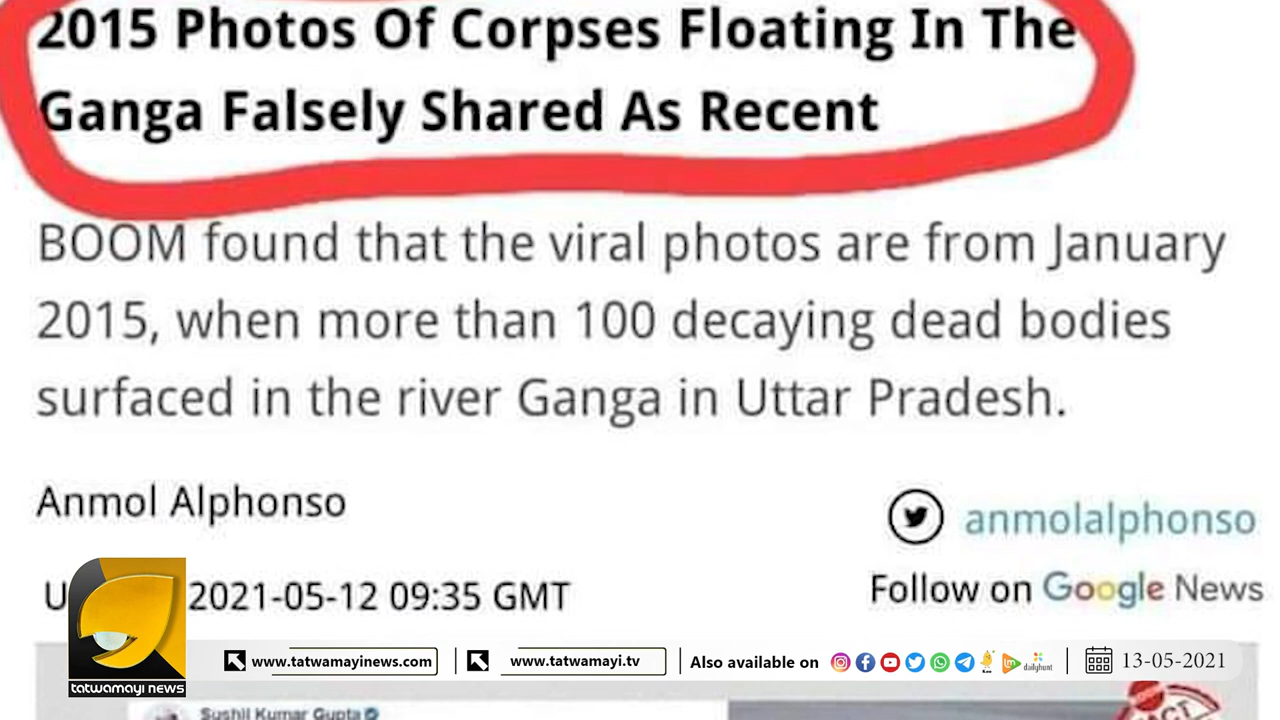 2015 Photos Of Corpses Floating In The
Ganga Falsely Shared As Recent
BOOM found that the viral photos are from January
2015, when more than 100 decaying dead bodies
surfaced in the river Ganga in Uttar Pradesh.
Anmol Alphonso
anmolalphonso
U 2021-05-12 09:35 GMT
Follow on Google News
tatwamayi news
www.tatwamayinews.com
www.tatwamayi.tv
Also available on
dailyhunt
13-05-2021
Sushil Kumar Gupta